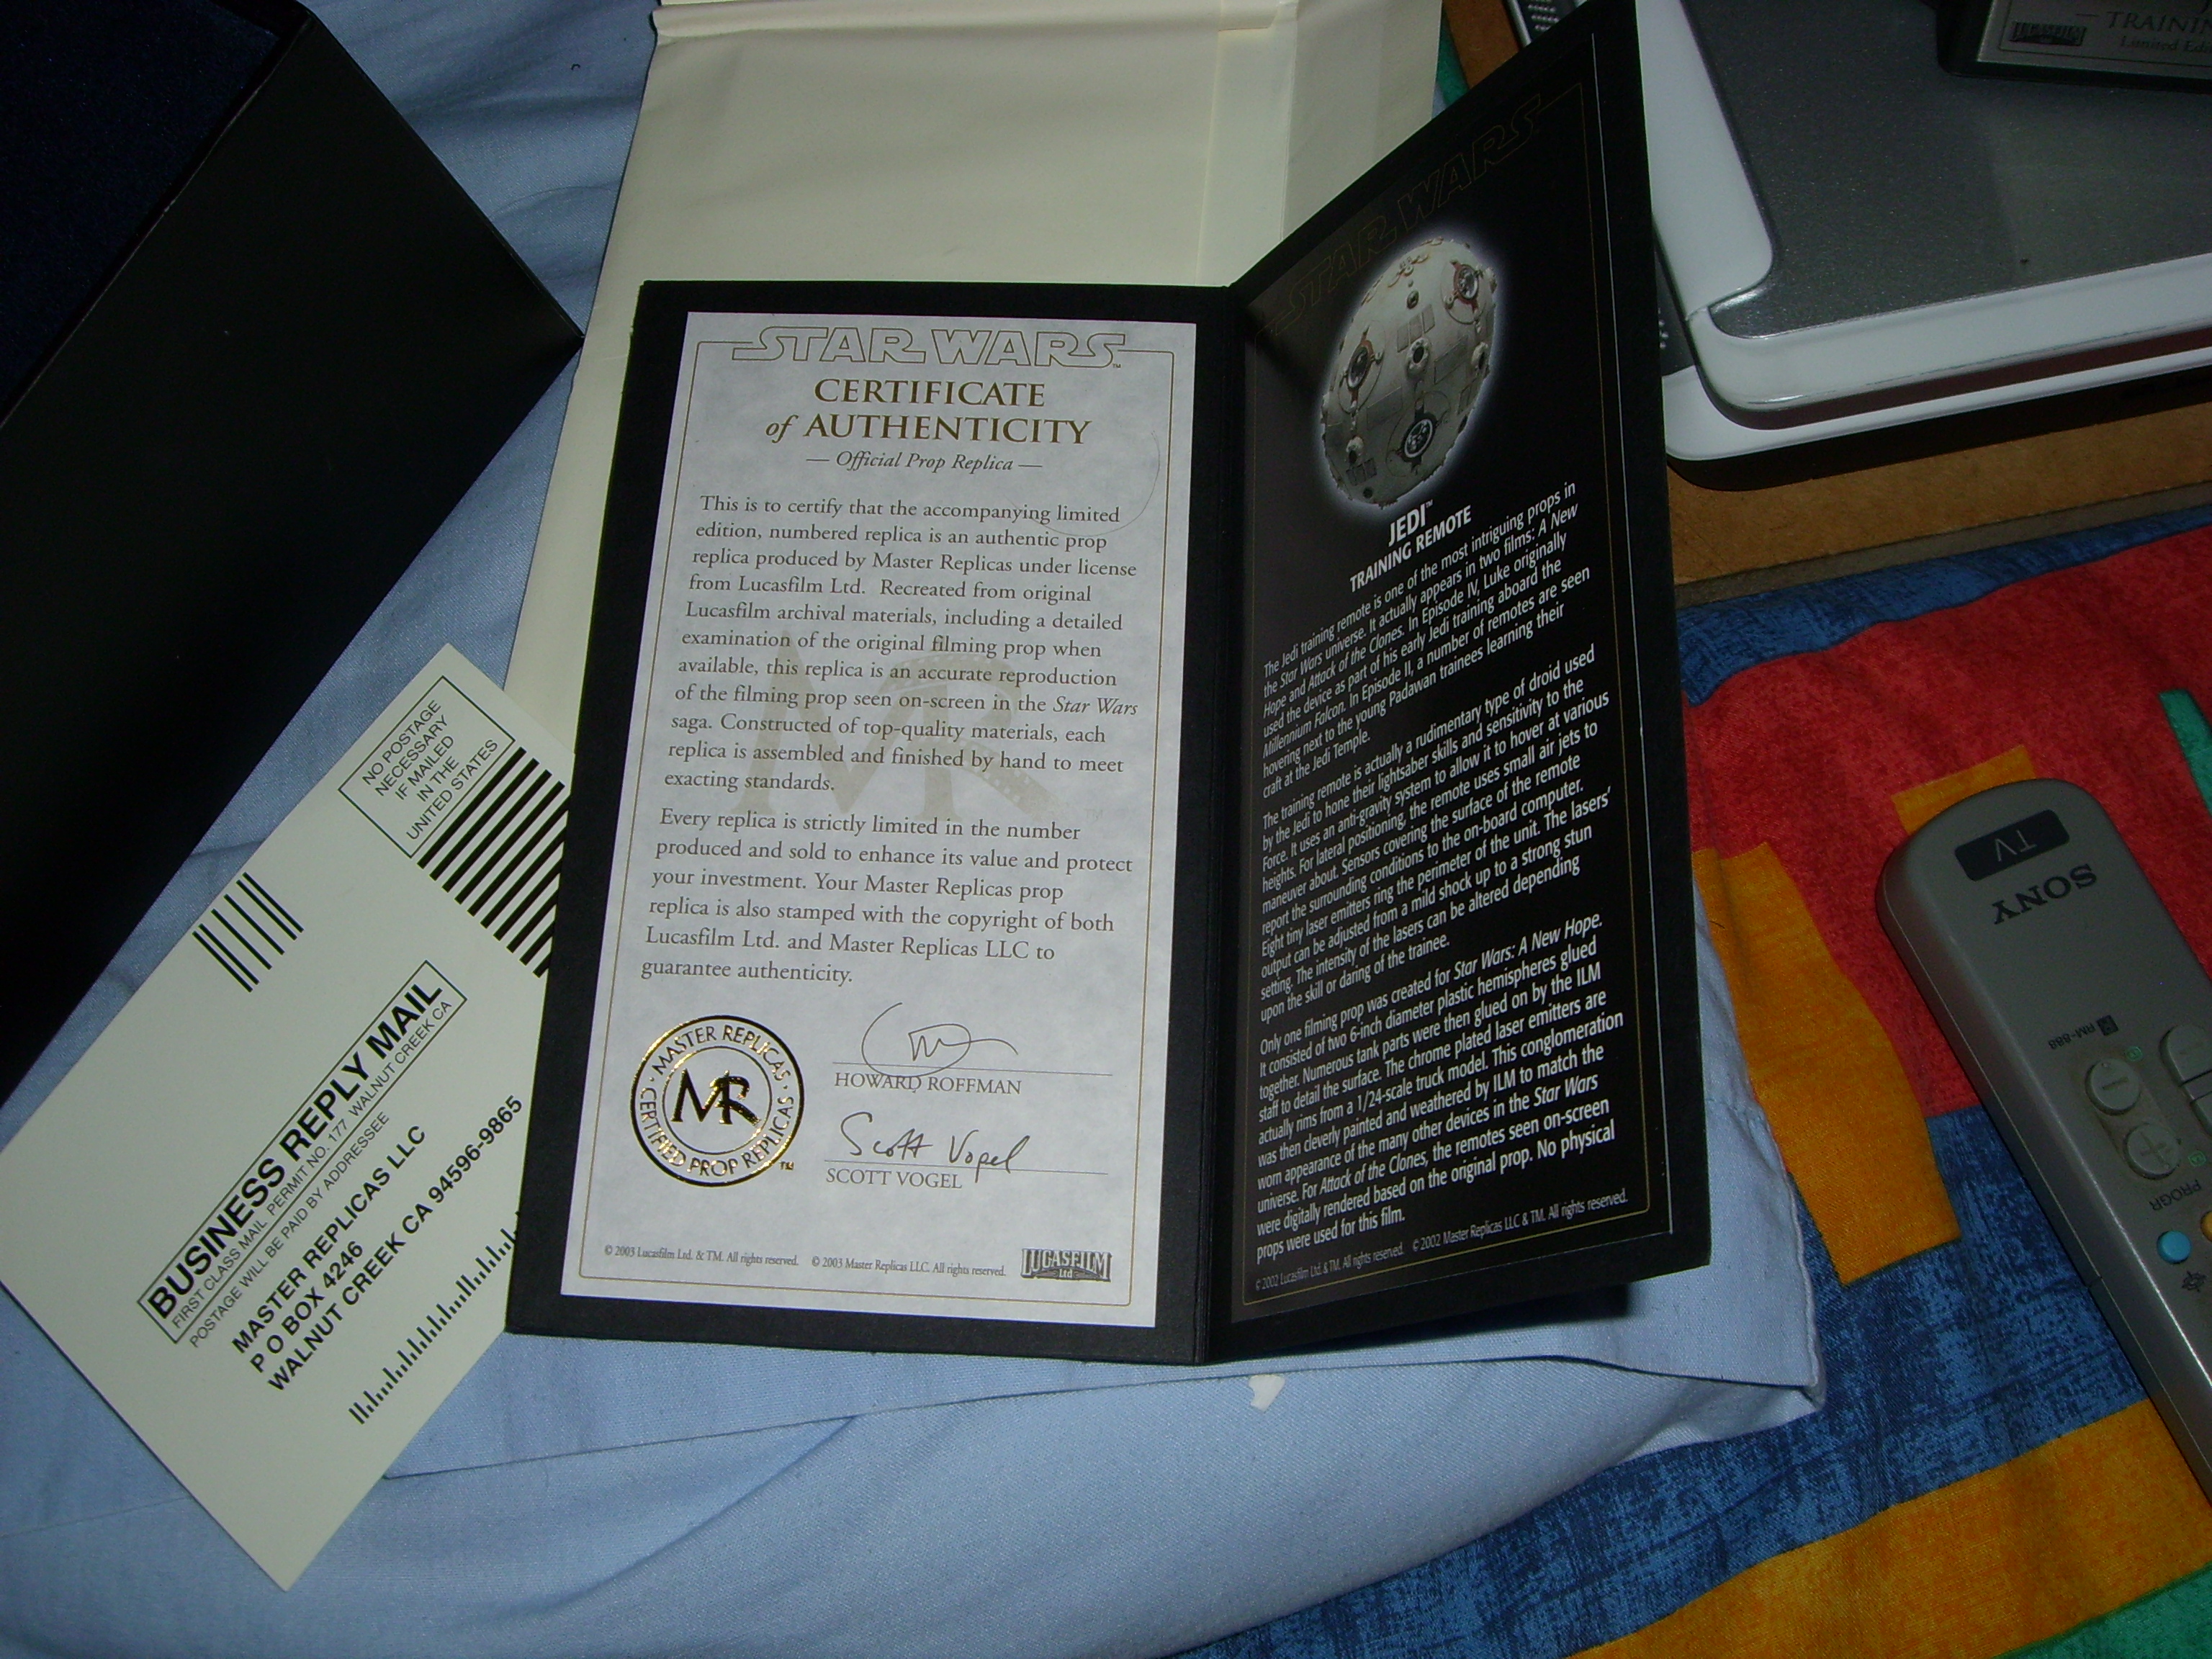 STAR WARS™
CERTIFICATE
of AUTHENTICITY
— Official Prop Replica —
This is to certify that the accompanying limited
edition, numbered replica is an authentic prop
replica produced by Master Replicas under license
from Lucasfilm Ltd. Recreated from original
Lucasfilm archival materials, including a detailed
examination of the original filming prop when
available, this replica is an accurate reproduction
of the filming prop seen on-screen in the Star Wars
saga. Constructed of top-quality materials, each
replica is assembled and finished by hand to meet
exacting standards.
MR™
Every replica is strictly limited in the number
produced and sold to enhance its value and protect
your investment. Your Master Replicas prop
replica is also stamped with the copyright of both
Lucasfilm Ltd. and Master Replicas LLC to
guarantee authenticity.
· MASTER REPLICAS · CERTIFIED PROP REPLICAS
MR
TM
HOWARD ROFFMAN
Scott Vogel
SCOTT VOGEL
© 2003 Lucasfilm Ltd. & TM. All rights reserved. © 2003 Master Replicas LLC. All rights reserved.
LUCASFILM
Ltd
STAR WARS
JEDI™
TRAINING REMOTE
The Jedi training remote is one of the most intriguing props in
the Star Wars universe. It actually appears in two films: A New
Hope and Attack of the Clones. In Episode IV, Luke originally
used the device as part of his early Jedi training aboard the
Millennium Falcon. In Episode II, a number of remotes are seen
hovering next to the young Padawan trainees learning their
craft at the Jedi Temple.
The training remote is actually a rudimentary type of droid used
by the Jedi to hone their lightsaber skills and sensitivity to the
Force. It uses an anti-gravity system to allow it to hover at various
heights. For lateral positioning, the remote uses small air jets to
maneuver about. Sensors covering the surface of the remote
report the surrounding conditions to the on-board computer.
Eight tiny laser emitters ring the perimeter of the unit. The lasers'
output can be adjusted from a mild shock up to a strong stun
setting. The intensity of the lasers can be altered depending
upon the skill or daring of the trainee.
Only one filming prop was created for Star Wars: A New Hope.
It consisted of two 6-inch diameter plastic hemispheres glued
together. Numerous tank parts were then glued on by the ILM
staff to detail the surface. The chrome plated laser emitters are
actually rims from a 1/24-scale truck model. This conglomeration
was then cleverly painted and weathered by ILM to match the
worn appearance of the many other devices in the Star Wars
universe. For Attack of the Clones, the remotes seen on-screen
were digitally rendered based on the original prop. No physical
props were used for this film.
© 2002 Lucasfilm Ltd. & TM. All rights reserved. © 2002 Master Replicas LLC & TM. All rights reserved.
NO POSTAGE
NECESSARY
IF MAILED
IN THE
UNITED STATES
BUSINESS REPLY MAIL
FIRST CLASS MAIL PERMIT NO. 177 WALNUT CREEK CA
POSTAGE WILL BE PAID BY ADDRESSEE
MASTER REPLICAS LLC
P O BOX 4246
WALNUT CREEK CA 94596-9865
LUCASFILM
TRAINI
Limited Edi
TV
SONY
RM-888
PROGR